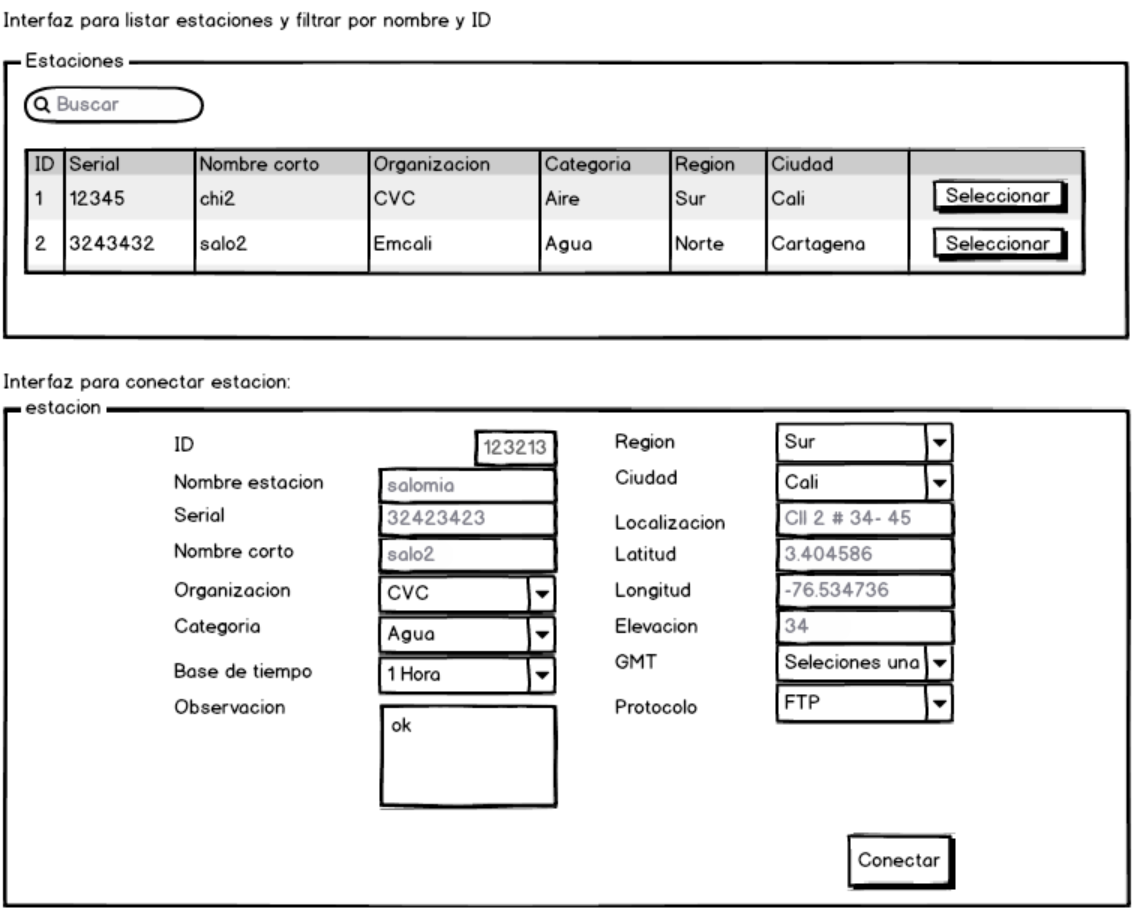 Interfaz para listar estaciones y filtrar por nombre y ID
Estaciones
Buscar
ID Serial Nombre corto Organizacion Categoria Region Ciudad
1 12345 chi2 CVC Aire Sur Cali Seleccionar
2 3243432 salo2 Emcali Agua Norte Cartagena Seleccionar
Interfaz para conectar estacion:
estacion
ID 123213
Nombre estacion salomia
Serial 32423423
Nombre corto salo2
Organizacion CVC
Categoria Agua
Base de tiempo 1 Hora
Observacion ok
Region Sur
Ciudad Cali
Localizacion Cll 2 # 34- 45
Latitud 3.404586
Longitud -76.534736
Elevacion 34
GMT Seleciones una
Protocolo FTP
Conectar